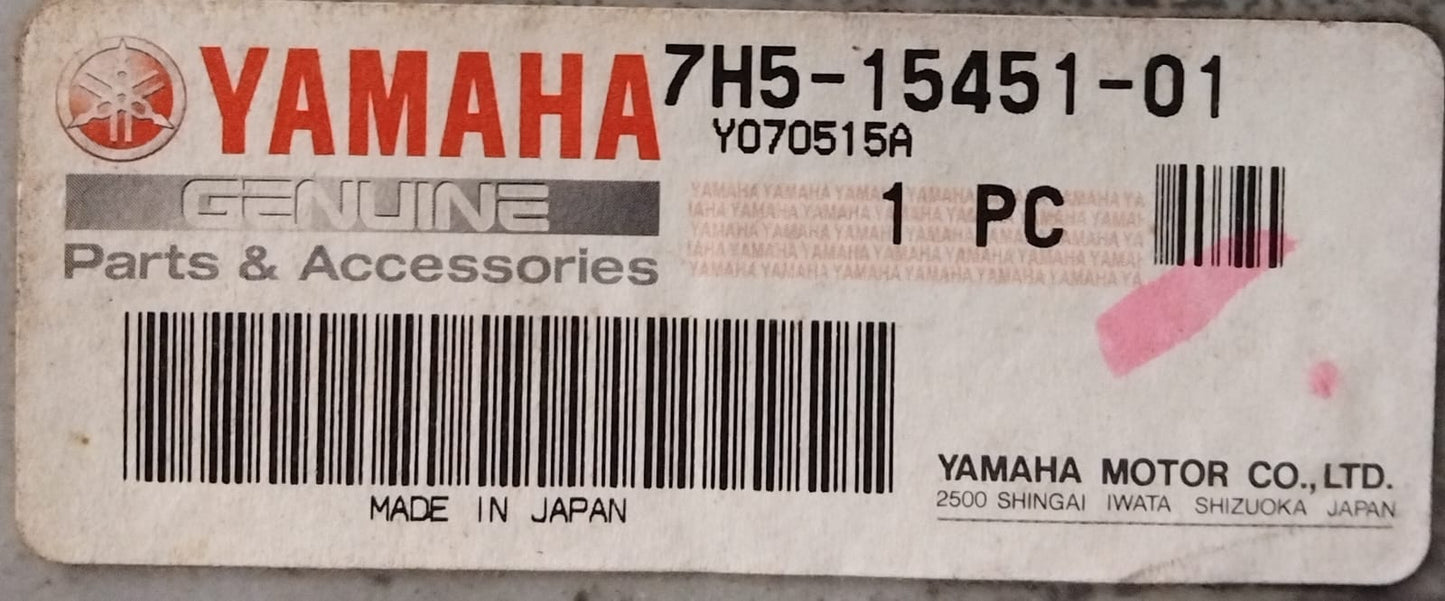 YAMAHA 7H5-15451-01
Y070515A
GENUINE
1 PC
Parts & Accessories
MADE IN JAPAN
YAMAHA MOTOR CO., LTD.
2500 SHINGAI IWATA SHIZUOKA JAPAN